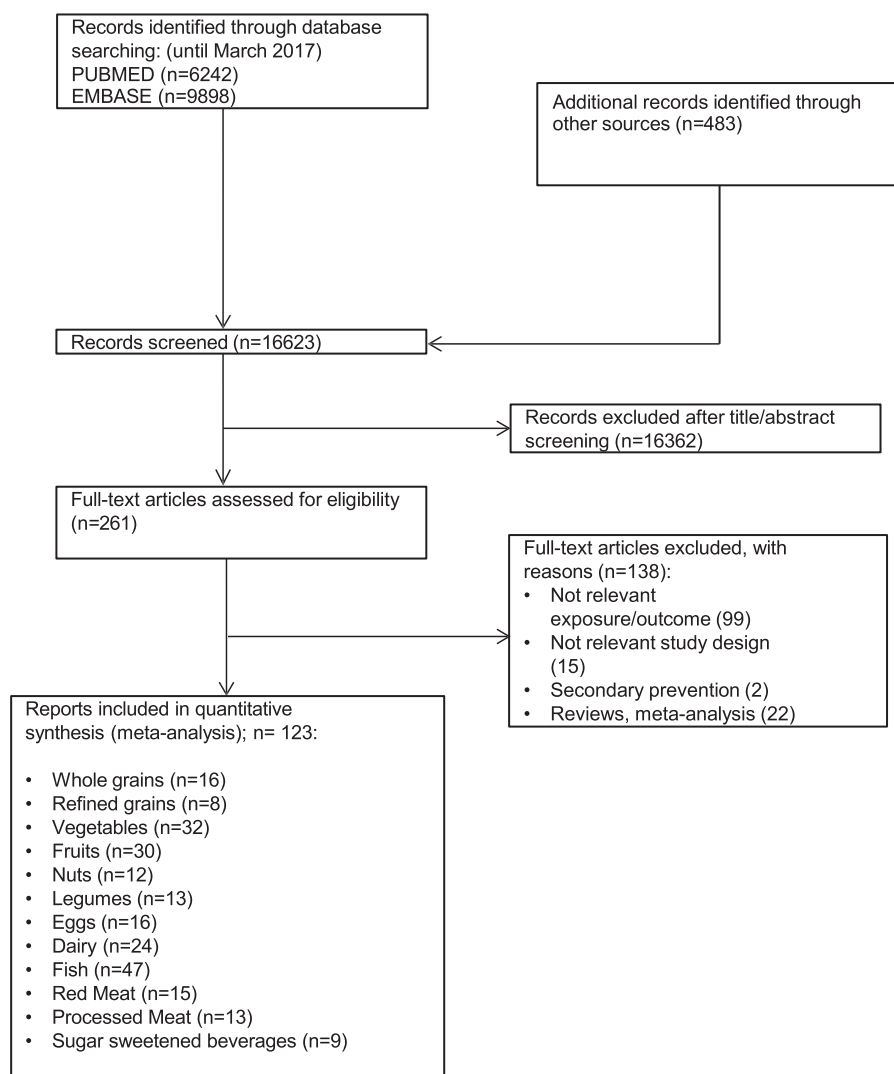 Records identified through database
searching: (until March 2017)
PUBMED (n=6242)
EMBASE (n=9898)
Additional records identified through
other sources (n=483)
Records screened (n=16623)
Records excluded after title/abstract
screening (n=16362)
Full-text articles assessed for eligibility
(n=261)
Full-text articles excluded, with
reasons (n=138):
• Not relevant
exposure/outcome (99)
• Not relevant study design
(15)
• Secondary prevention (2)
• Reviews, meta-analysis (22)
Reports included in quantitative
synthesis (meta-analysis); n= 123:
• Whole grains (n=16)
• Refined grains (n=8)
• Vegetables (n=32)
• Fruits (n=30)
• Nuts (n=12)
• Legumes (n=13)
• Eggs (n=16)
• Dairy (n=24)
• Fish (n=47)
• Red Meat (n=15)
• Processed Meat (n=13)
• Sugar sweetened beverages (n=9)